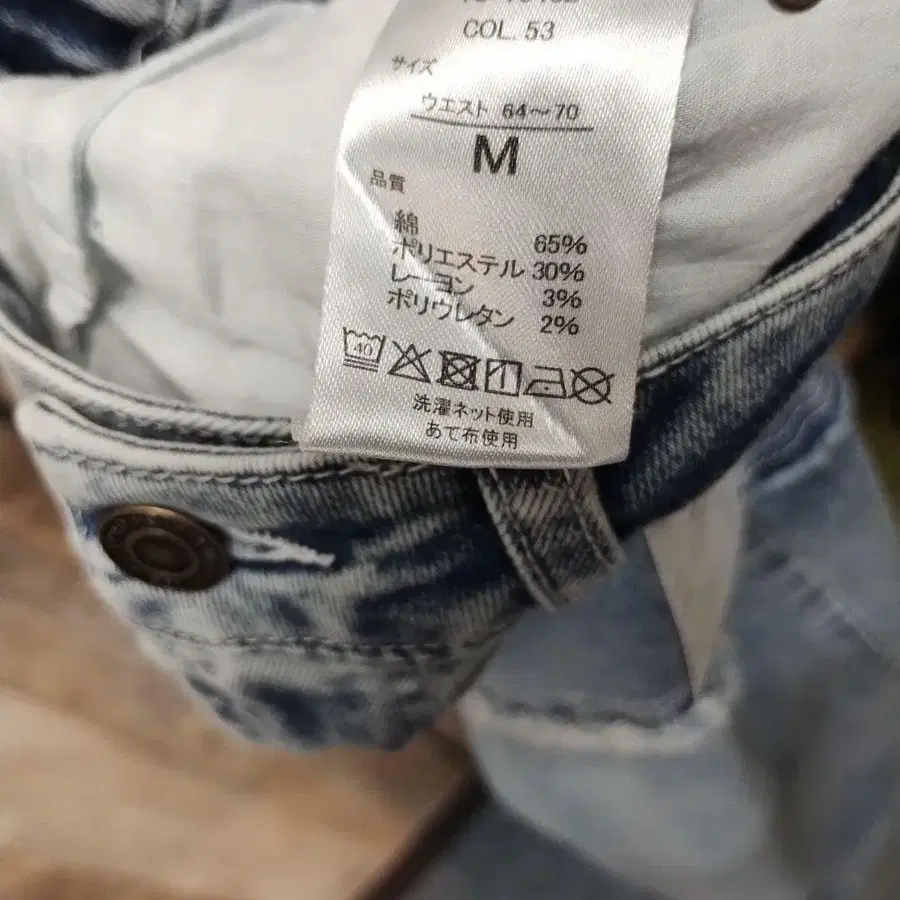 COL. 53
サイズ
ウエスト 64～70
M
品質
綿 65%
ポリエステル 30%
レーヨン 3%
ポリウレタン 2%
40
洗濯ネット使用
あて布使用